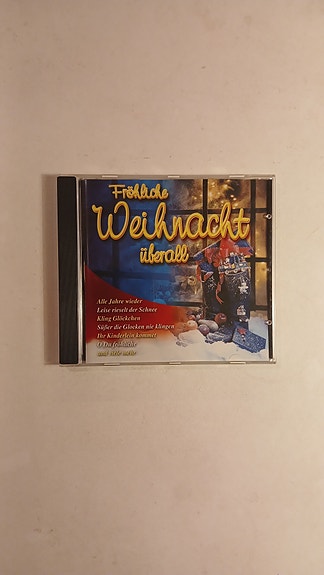 Fröhliche
Weihnacht
überall
Alle Jahre wieder
Leise rieselt der Schnee
Kling Glöckchen
Süßer die Glocken nie klingen
Ihr Kinderlein kommet
O Du fröhliche
und viele mehr